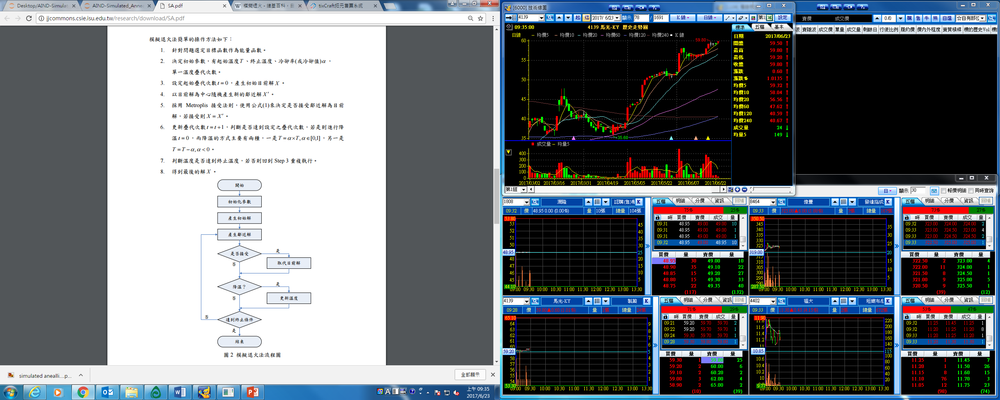 Desktop/AIND-Simulat
AIND-Simulated_Anne
SA.pdf
模擬退火 - 維基百科，自
tixCraft拓元售票系統
jjcommons.csie.isu.edu.tw/research/download/SA.pdf
模擬退火法簡單的操作方法如下：
1. 針對問題選定目標函數作為能量函數。
2. 決定初始參數，有起始溫度T、終止溫度、冷卻率(或冷卻值)α，
單一溫度疊代次數。
3. 設定起始疊代次數t=0，產生初始目前解X。
4. 以目前解為中心隨機產生新的鄰近解X'。
5. 採用 Metroplis 接受法則，使用公式(1)來決定是否接受鄰近解為目前
解，若接受則X=X'。
6. 更新疊代次數t=t+1，判斷是否達到設定之疊代次數，若是則進行降
溫t=0，而降溫的方式主要有兩種，一是T=α×T,α∈[0,1]，另一是
T=T-α,α<0。
7. 判斷溫度是否達到終止溫度，若否則回到 Step 3 重複執行。
8. 得到最後的解X。
開始
初始化參數
產生初始解
產生鄰近解
是否接受
是
取代目前解
否
降溫？
是
更新溫度
否
達到終止條件
否
是
結束
圖 2 模擬退火法流程圖
simulated anealli....p...
全部顯示
上午 09:35
2017/6/23
[6000] 技術線圖
4139 起 迄 2017/ 6/23 顯示 78 / 1691 K 線 日線 設定
09:35:00 4139 馬光-KY 歷史走勢圖
標準 五檔 基本
日線 均價5 均價10 均價20 均價60 均價120 均價240 K 線
59.80
60
55
50
45
40
35
35.60
成交量 均量5
400
300
200
100
0
2017/03/02 2017/03/16 2017/03/31 2017/04/19 2017/05/05 2017/05/22 2017/06/07 2017/06/22
第1組
日期 2017/06/23
開盤 59.50 ↑
最高 59.80 ↑
最低 59.20 ↑
收盤 59.80 ↑
漲跌 0.60 ↑
漲跌% 1.0135 ↑
均價5 59.32 ↑
均價10 58.04 ↑
均價20 56.56 ↑
均價60 47.62 ↑
均價120 40.59 ↑
均價240 40.67 ↑
成交量 24 ↓
均量5 149 ↓
賣價 成交價 0/0 購 售 牛 熊 自選 ☆自有部位
賣隱波 成交價 單量 成交量 剩餘日 行使比例 履約價 價內外程度 實質槓桿 標的歷史Vol
日 顯示 30 報價明細 同時查詢
1808 潤隆 認購(售)權 K
09:32 價 48.95 0.00 (0.00%) 量 10張 總量 104張
53.80
53
52
51
50
48.95
48
47
46
45
44.10
45
40
35
30
25
20
15
10
5
09:00 09:30 10:00 10:30 11:00 11:30 12:00 12:30 13:00 13:30
五檔 明細 分價 資訊 回補
75% 25%
時 買價 賣價 成交 量
09:31 48.95 49.00 49.00 10
09:31 48.95 49.00 49.00 1
09:31 48.95 49.00 49.00 1
09:32 48.95 49.00 48.95 10
買價 量 賣價 量
48.95 30 49.00 10
48.90 35 49.10 22
48.85 15 49.20 27
48.80 15 49.30 33
48.75 22 49.35 40
(117) (132)
8464 億豐 發達指成 K
09:33 價 量 總量
350.50
345
340
335
330
325
319.00
315
310
305
300
295
290
287.50
35
30
25
20
15
10
5
09:00 09:30 10:00 10:30 11:00 11:30 12:00 12:30 13:00 13:30
五檔 明細 分價 資訊 回補
73% 27%
時 買價 賣價 成交 量
09:32 323.00 324.00 324.00 2
09:33 323.00 324.50 323.00 4
09:33 323.00 324.50 324.50 2
09:33 1
買價 量 賣價 量
322.50 2 323.00 4
322.00 11 324.00 1
321.50 8 324.50 1
321.00 9 325.00 5
320.50 9 325.50 1
(39) (12)
4139 馬光-KY 製藥 K
09:28 價 59.80▲0.60 (1.01%) 量 1張 總量
65.10
64
63
62
61
60
59.20
58
57
56
55
54
53.30
9
8
7
6
5
4
3
2
1
09:00 09:30 10:00 10:30 11:00 11:30 12:00 12:30 13:00 13:30
五檔 明細 分價 資訊 回補
71% 29%
時 買價 賣價 成交 量
09:21 59.20 59.70 59.70 2
09:22 59.20 59.70 59.70 1
09:24 59.30 59.70 59.70 1
09:28 1
買價 量 賣價 量
59.30 1 25
59.20 2 60.00 6
59.10 2 60.20 2
59.00 3 62.00 4
58.90 2 65.00 2
(10) (39)
4402 福大 短纖布 K
09:33 價 11.30▲0.45 (4.15%) 量 總量
11.90
11.8
11.6
11.4
11.2
11
10.85
10.6
10.4
10.2
10
9.77
220
200
180
160
140
115
100
80
60
40
20
09:00 09:30 10:00 10:30 11:00 11:30 12:00 12:30 13:00 13:30
五檔 明細 分價 資訊 回補
53% 47%
時 買價 賣價 成交 量
09:32 11.25 11.45 11.25 1
09:32 11.20 11.25 11.20 8
09:33 11.20 11.25 11.20 1
09:33 11.20 11.30 11.30 1
買價 量 賣價 量
11.25 1 11.45 7
11.20 1 11.50 26
11.15 8 11.60 15
11.10 76 11.70 3
11.05 12 11.75 23
(98) (74)